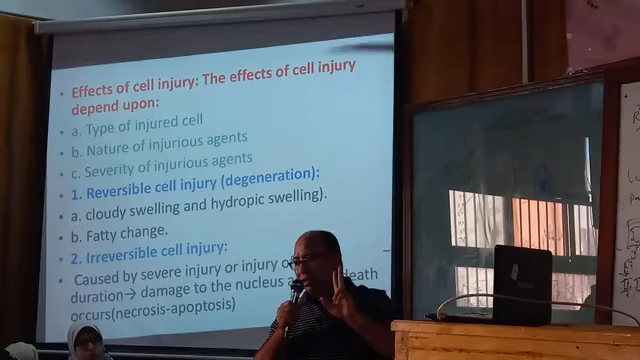 • Effects of cell injury: The effects of cell injury
depend upon:
• a. Type of injured cell
• b. Nature of injurious agents
• c. Severity of injurious agents
• 1. Reversible cell injury (degeneration):
• a. cloudy swelling and hydropic swelling).
• b. Fatty change.
• 2. Irreversible cell injury:
• Caused by severe injury or injury
duration→ damage to the nucleus death
occurs(necrosis-apoptosis)